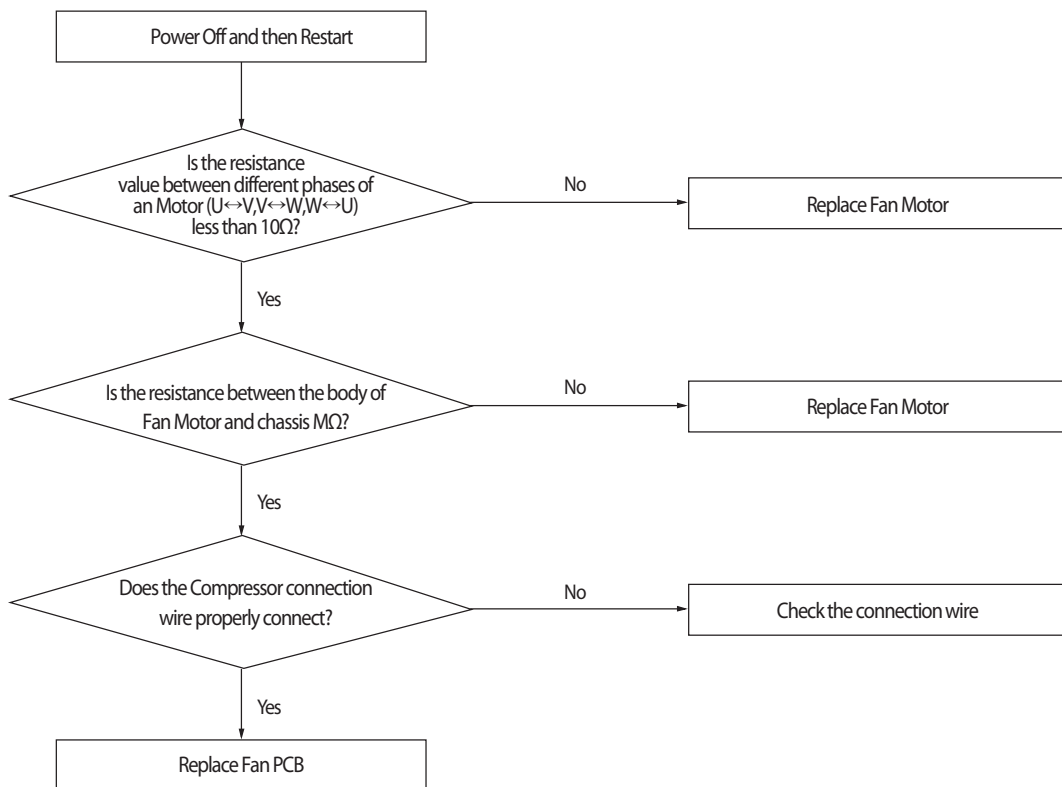 Power Off and then Restart
Is the resistance
value between different phases of
an Motor (U↔V,V↔W,W↔U)
less than 10Ω?
No
Replace Fan Motor
Yes
Is the resistance between the body of
Fan Motor and chassis MΩ?
No
Replace Fan Motor
Yes
Does the Compressor connection
wire properly connect?
No
Check the connection wire
Yes
Replace Fan PCB